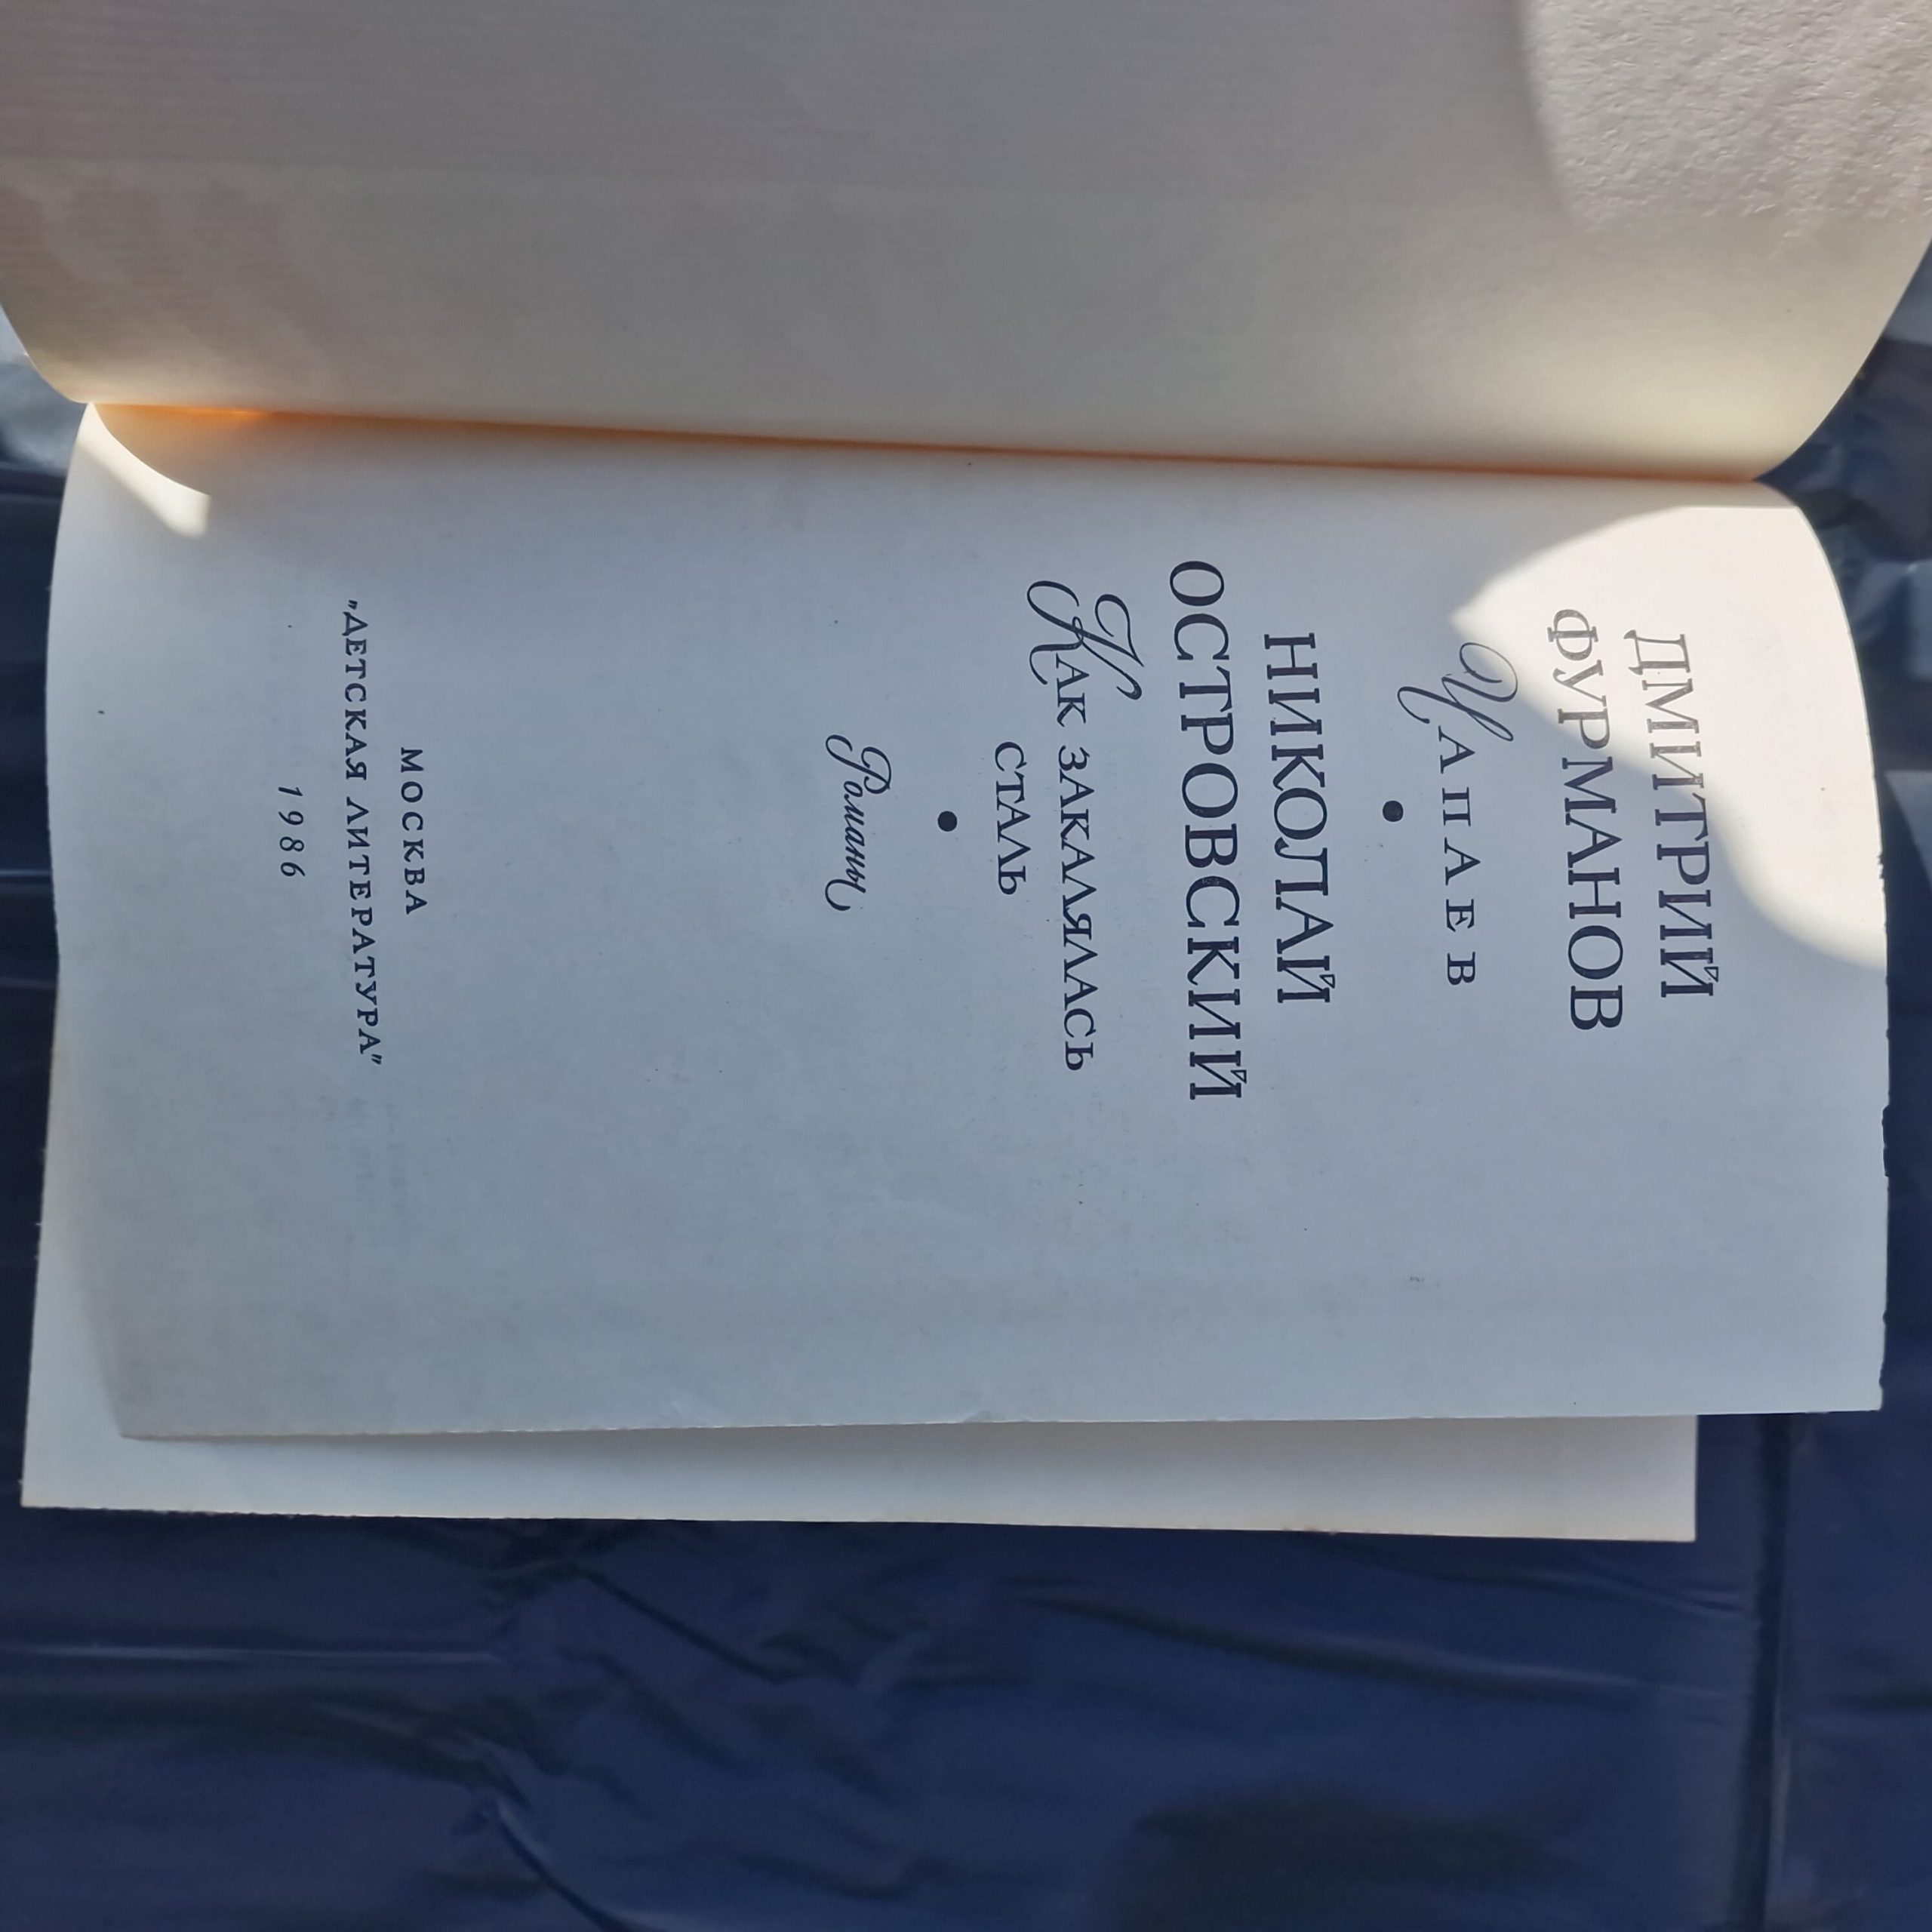 ДМИТРИЙ
ФУРМАНОВ
Чапаев
•
НИКОЛАЙ
ОСТРОВСКИЙ
Как закалялась
сталь
•
Романы
МОСКВА
„ДЕТСКАЯ ЛИТЕРАТУРА”
1986